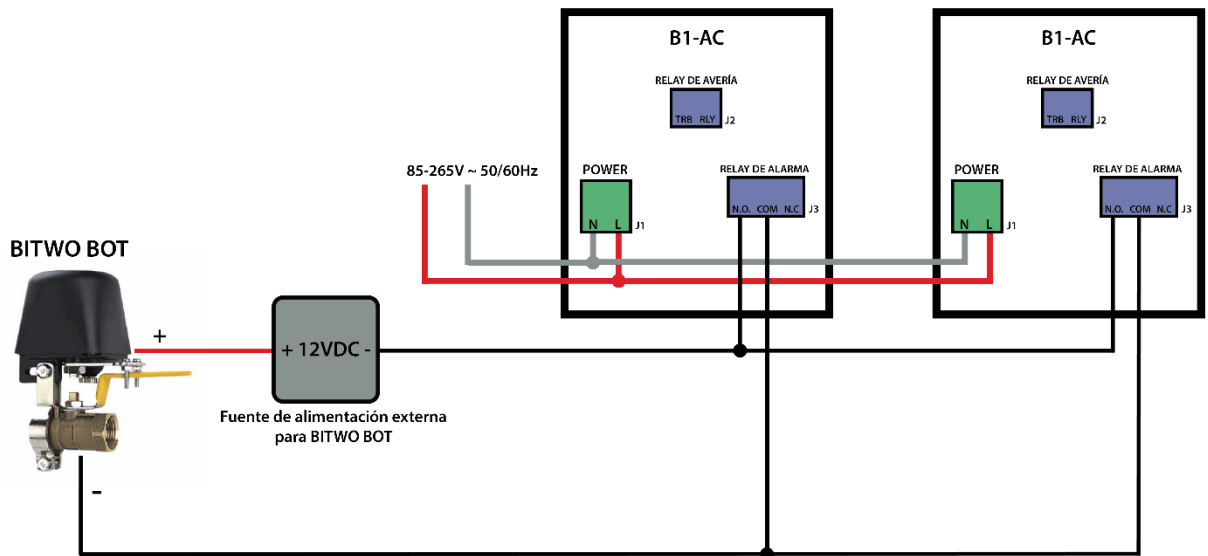 B1-AC
RELAY DE AVERÍA
TRB RLY
J2
85-265V ~ 50/60Hz
POWER
N L
J1
RELAY DE ALARMA
N.O. COM N.C
J3
B1-AC
RELAY DE AVERÍA
TRB RLY
J2
POWER
N L
J1
RELAY DE ALARMA
N.O. COM N.C
J3
BITWO BOT
+
+ 12VDC -
Fuente de alimentación externa
para BITWO BOT
-